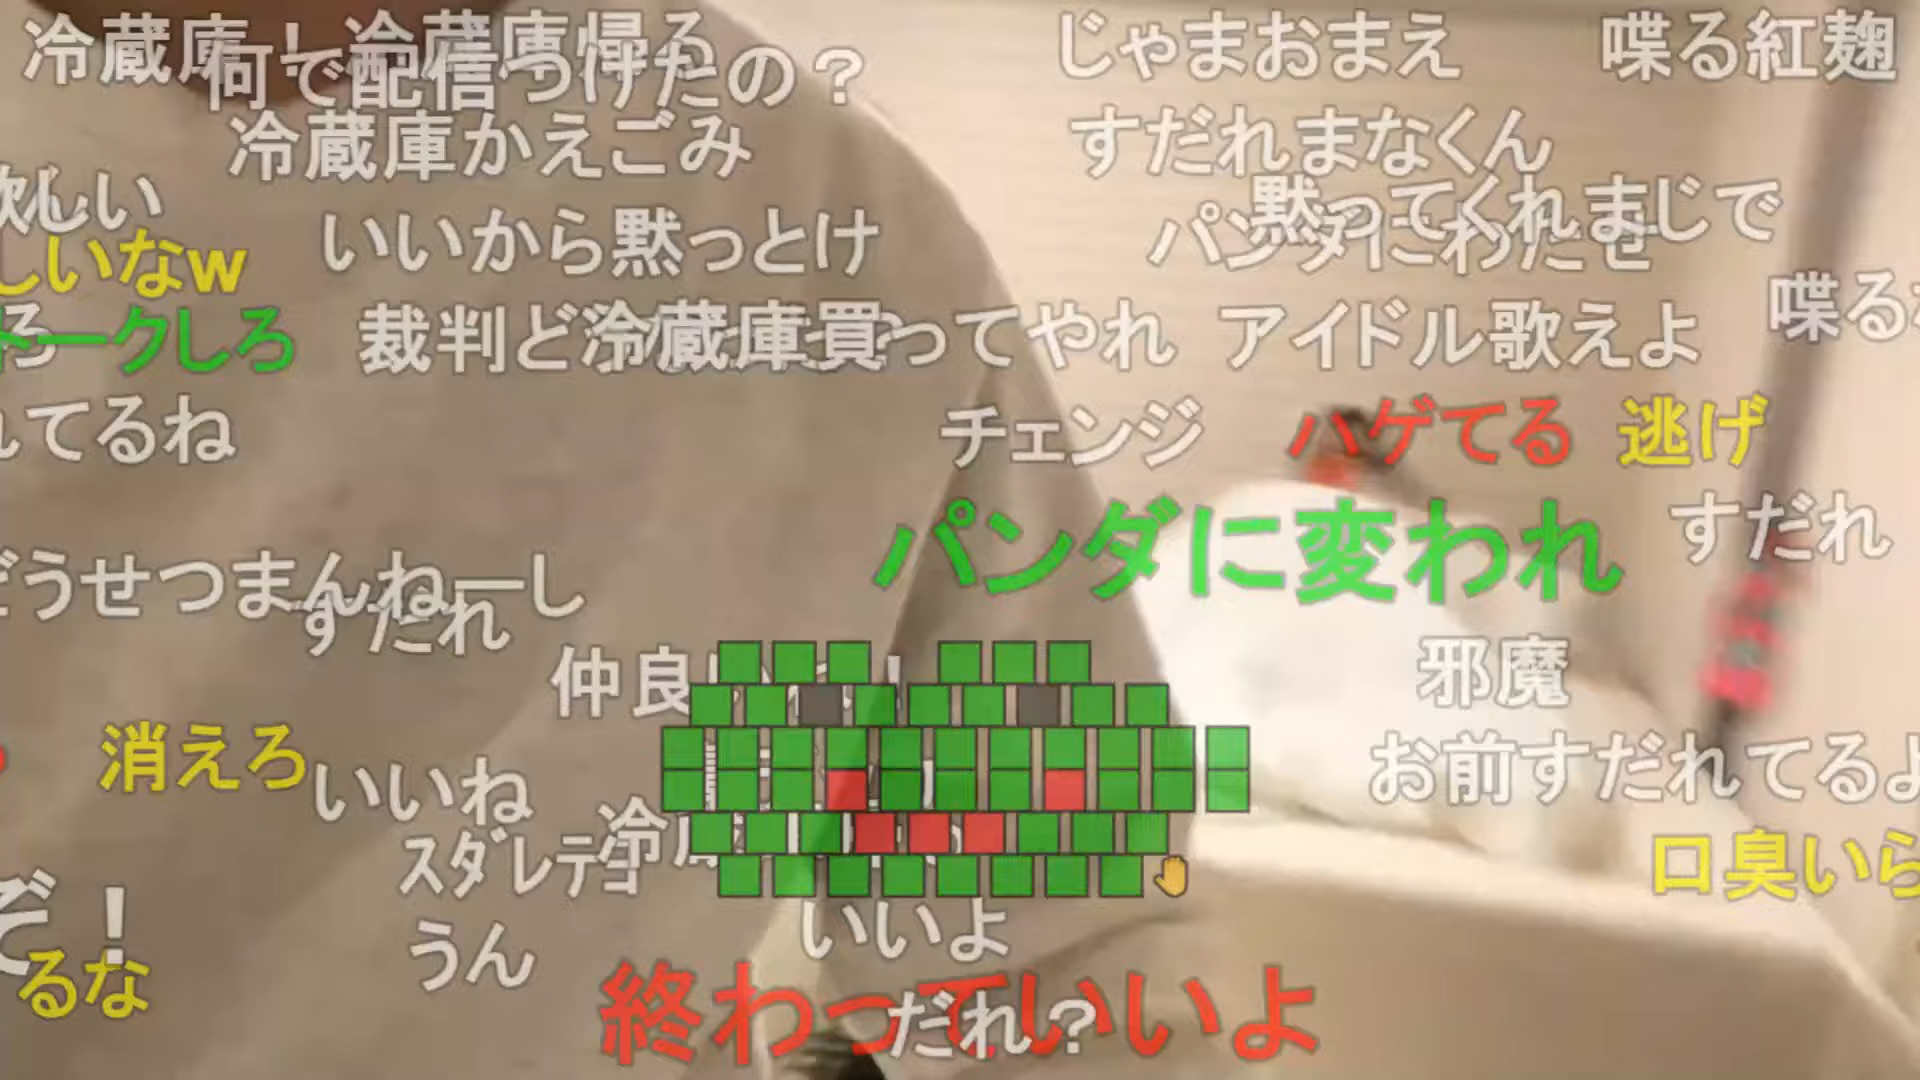 冷蔵庫！冷蔵庫帰る
じゃまおまえ
喋る紅麹
何で配信つけたの？
冷蔵庫かえごみ
すだれまなくん
欲しい
黙ってくれまじで
パンダにわたせ
いいから黙っとけ
しいなw
喋る
トークしろ
裁判ど
冷蔵庫買ってやれ
アイドル歌えよ
れてるね
チェンジ
ハゲてる
逃げ
パンダに変われ
すだれ
どうせつまんねーし
すだれ
仲良し
邪魔
消えろ
いいね
お前すだれてるよ
冷蔵
スダレテコ
口臭いら
ぞ！
いいよ
うん
るな
終わっていいよ
だれ？